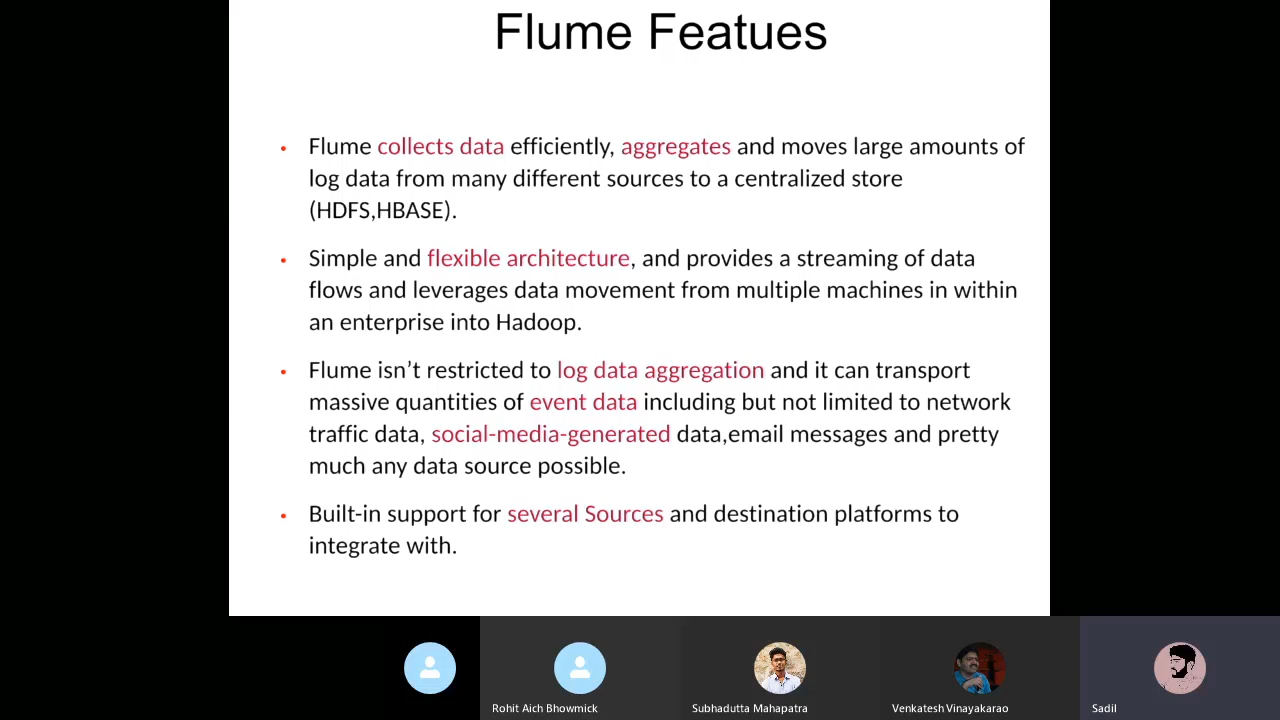 Flume Featues
• Flume collects data efficiently, aggregates and moves large amounts of
log data from many different sources to a centralized store
(HDFS,HBASE).
• Simple and flexible architecture, and provides a streaming of data
flows and leverages data movement from multiple machines in within
an enterprise into Hadoop.
• Flume isn’t restricted to log data aggregation and it can transport
massive quantities of event data including but not limited to network
traffic data, social-media-generated data,email messages and pretty
much any data source possible.
• Built-in support for several Sources and destination platforms to
integrate with.
Rohit Aich Bhowmick
Subhadutta Mahapatra
Venkatesh Vinayakarao
Sadil